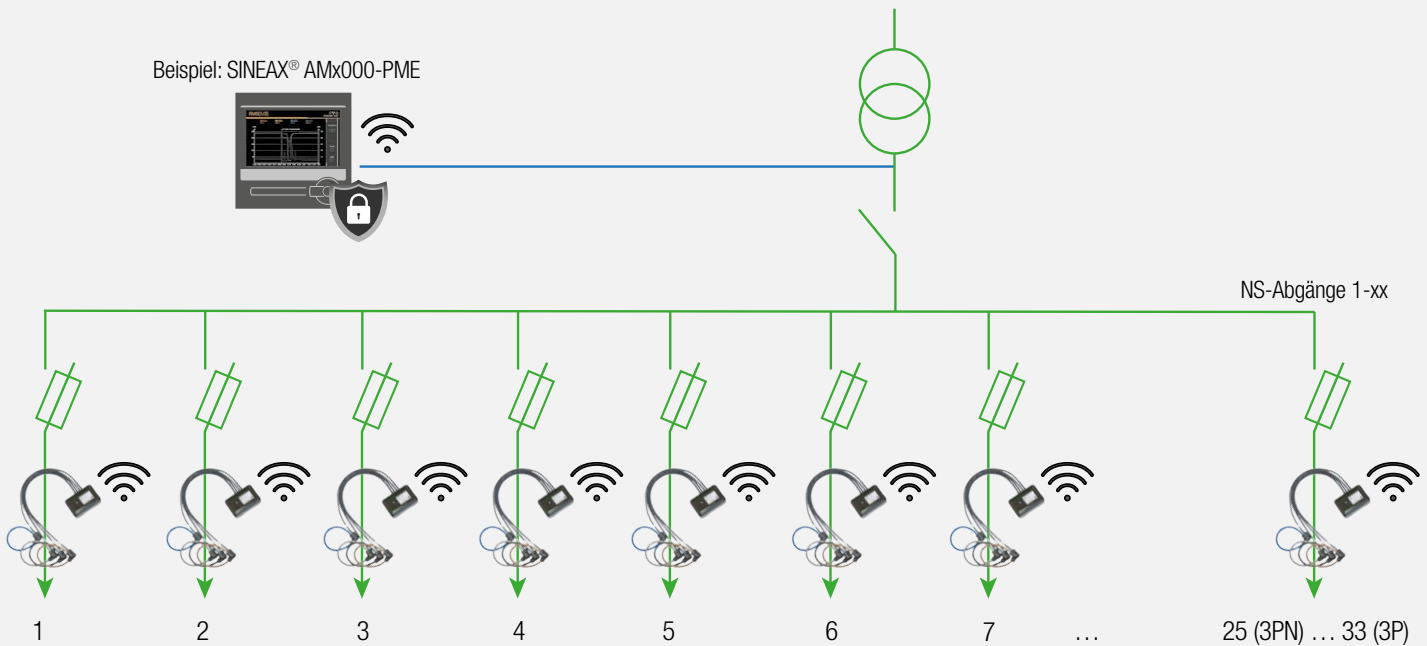 Beispiel: SINEAX® AMx000-PME
NS-Abgänge 1-xx
1 2 3 4 5 6 7 … 25 (3PN) … 33 (3P)